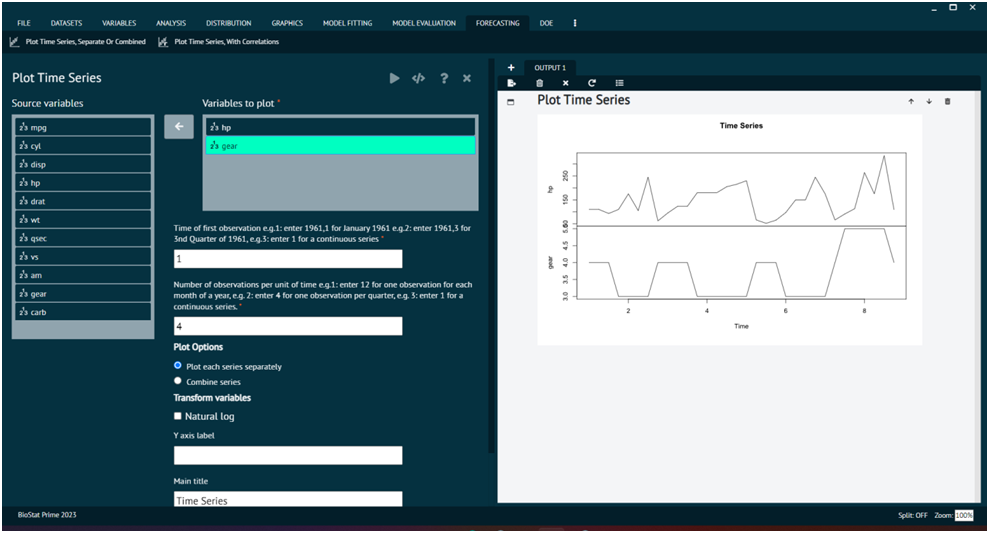 FILE DATASETS VARIABLES ANALYSIS DISTRIBUTION GRAPHICS MODEL FITTING MODEL EVALUATION FORECASTING DOE
Plot Time Series, Separate Or Combined Plot Time Series, With Correlations
Plot Time Series
Source variables
mpg
cyl
disp
hp
drat
wt
qsec
vs
am
gear
carb
Variables to plot *
hp
gear
Time of first observation e.g.1: enter 1961,1 for January 1961 e.g.2: enter 1961,3 for
3nd Quarter of 1961, e.g.3: enter 1 for a continuous series *
1
Number of observations per unit of time e.g.1: enter 12 for one observation for each
month of a year, e.g. 2: enter 4 for one observation per quarter, e.g. 3: enter 1 for a
continuous series. *
4
Plot Options
Plot each series separately
Combine series
Transform variables
Natural log
Y axis label
Main title
Time Series
+ OUTPUT 1
Plot Time Series
Time Series
hp
250
150
gear
4.5
4.0
3.5
3.0
2 4 6 8
Time
BioStat Prime 2023
Split: OFF Zoom: 100%